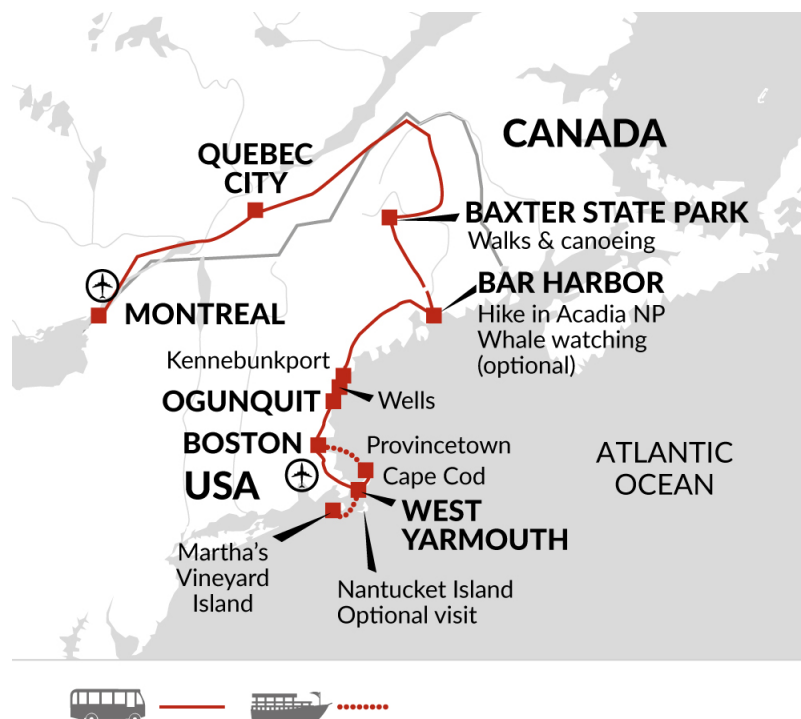 CANADA
QUEBEC
CITY
BAXTER STATE PARK
Walks & canoeing
BAR HARBOR
Hike in Acadia NP
Whale watching
(optional)
MONTREAL
Kennebunkport
OGUNQUIT
Wells
BOSTON
Provincetown
Cape Cod
USA
ATLANTIC
OCEAN
WEST
YARMOUTH
Martha's
Vineyard
Island
Nantucket Island
Optional visit